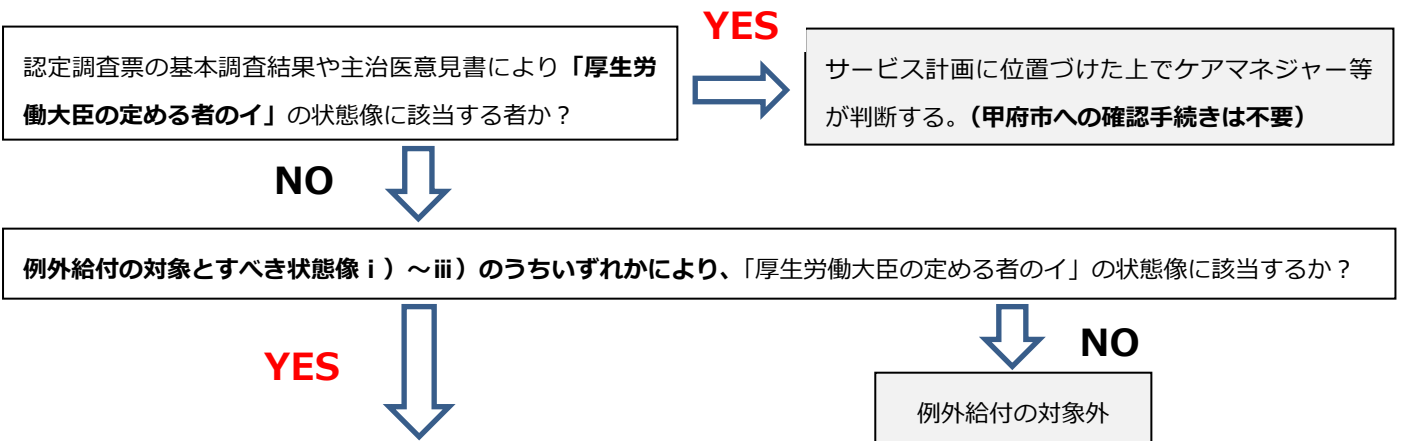 YES
認定調査票の基本調査結果や主治医意見書により「厚生労
働大臣の定める者のイ」の状態像に該当する者か?
サービス計画に位置づけた上でケアマネジャー等
が判断する。(甲府市への確認手続きは不要)
NO
例外給付の対象とすべき状態像ⅰ)~ⅲ)のうちいずれかにより、「厚生労働大臣の定める者のイ」の状態像に該当するか?
YES
NO
例外給付の対象外